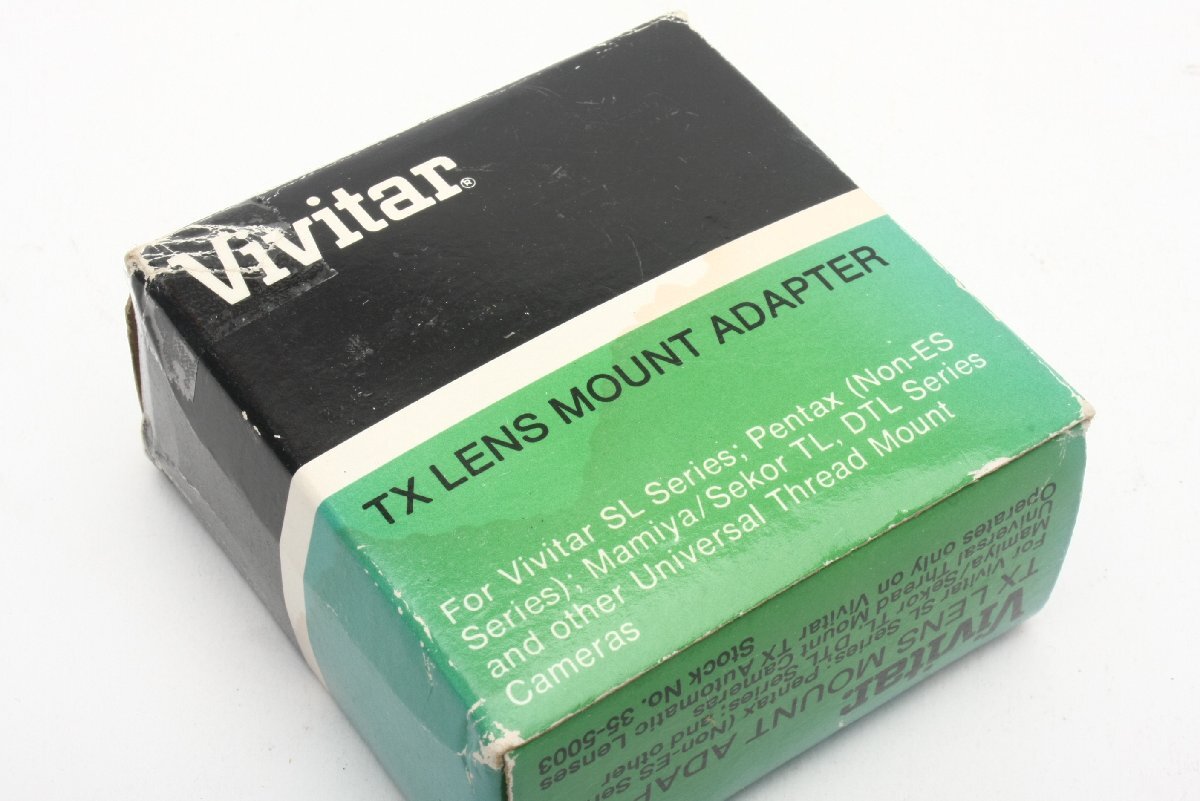 Vivitar®
TX LENS MOUNT ADAPTER
For Vivitar SL Series; Pentax (Non-ES
Series); Mamiya/Sekor TL, DTL Series
and other Universal Thread Mount
Cameras
Vivitar
TX LENS MOUNT ADAP
For Vivitar SL Series; Pentax (Non-ES Ser
Mamiya/Sekor TL, DTL Series; and other
Universal Thread Mount Cameras
Operates only on Vivitar TX Automatic Lenses
Stock No. 35-5003